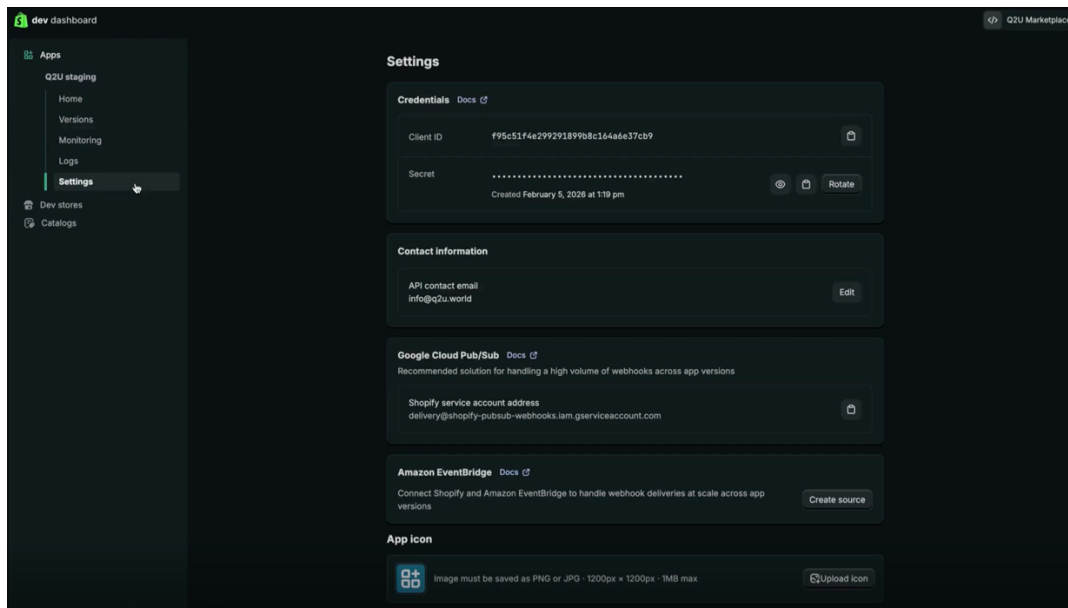 dev dashboard
Q2U Marketplace
Apps
Q2U staging
Home
Versions
Monitoring
Logs
Settings
Dev stores
Catalogs
Settings
Credentials Docs
Client ID f95c51f4e299291899b8c164a6e37cb9
Secret ••••••••••••••••••••••••••••••••••••••
Created February 5, 2026 at 1:19 pm
Rotate
Contact information
API contact email
info@q2u.world
Edit
Google Cloud Pub/Sub Docs
Recommended solution for handling a high volume of webhooks across app versions
Shopify service account address
delivery@shopify-pubsub-webhooks.iam.gserviceaccount.com
Amazon EventBridge Docs
Connect Shopify and Amazon EventBridge to handle webhook deliveries at scale across app
versions
Create source
App icon
Image must be saved as PNG or JPG · 1200px × 1200px · 1MB max
Upload icon